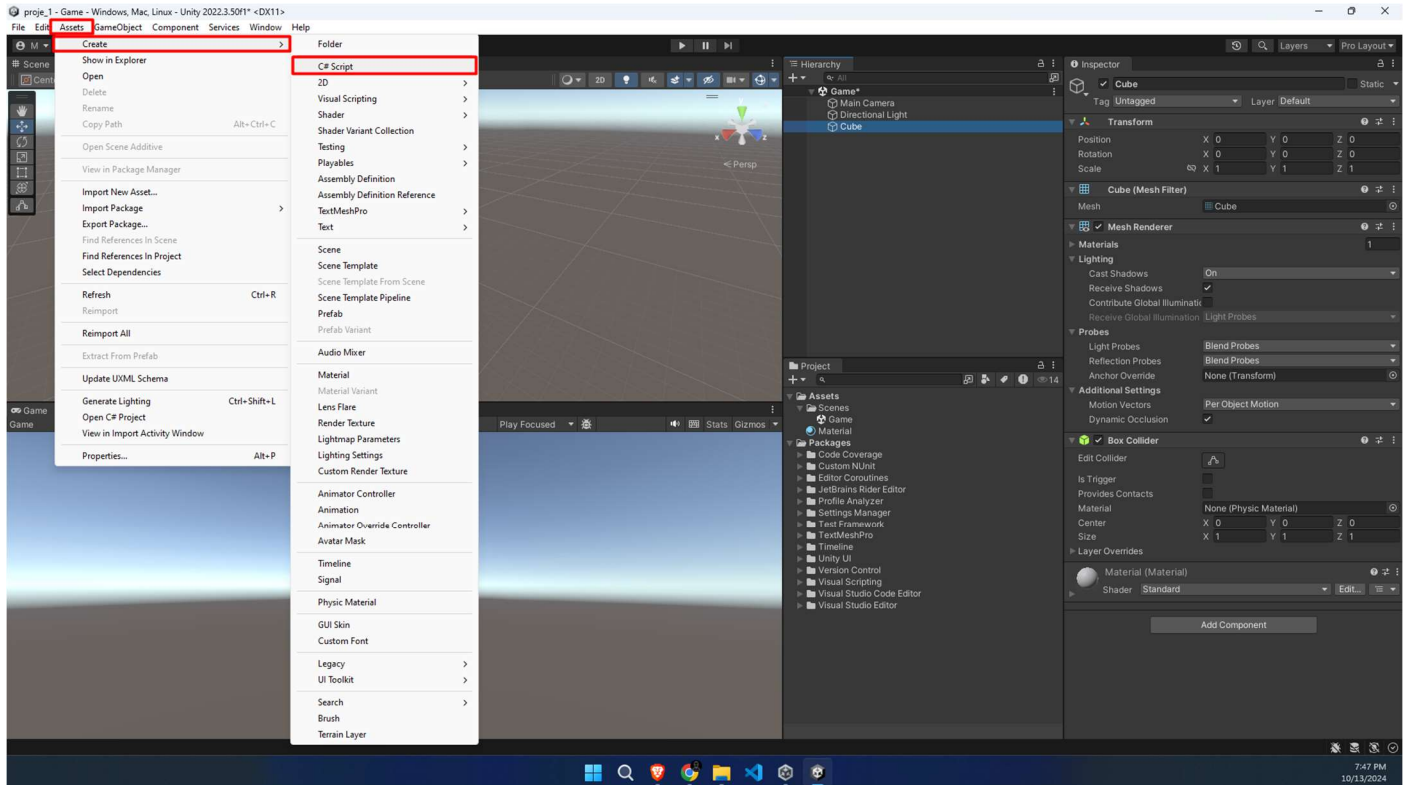 proje_1 - Game - Windows, Mac, Linux - Unity 2022.3.50f1* <DX11>
File Edit Assets GameObject Component Services Window Help
M
Layers Pro Layout
Scene
Cent
2D
Persp
x
z
Create
Show in Explorer
Open
Delete
Rename
Copy Path Alt+Ctrl+C
Open Scene Additive
View in Package Manager
Import New Asset...
Import Package
Export Package...
Find References In Scene
Find References In Project
Select Dependencies
Refresh Ctrl+R
Reimport
Reimport All
Extract From Prefab
Update UXML Schema
Generate Lighting Ctrl+Shift+L
Open C# Project
View in Import Activity Window
Properties... Alt+P
Folder
C# Script
2D
Visual Scripting
Shader
Shader Variant Collection
Testing
Playables
Assembly Definition
Assembly Definition Reference
TextMeshPro
Text
Scene
Scene Template
Scene Template From Scene
Scene Template Pipeline
Prefab
Prefab Variant
Audio Mixer
Material
Material Variant
Lens Flare
Render Texture
Lightmap Parameters
Lighting Settings
Custom Render Texture
Animator Controller
Animation
Animator Override Controller
Avatar Mask
Timeline
Signal
Physic Material
GUI Skin
Custom Font
Legacy
UI Toolkit
Search
Brush
Terrain Layer
Game
Game Play Focused Stats Gizmos
Hierarchy
All
Game*
Main Camera
Directional Light
Cube
Project
14
Assets
Scenes
Game
Material
Packages
Code Coverage
Custom NUnit
Editor Coroutines
JetBrains Rider Editor
Profile Analyzer
Settings Manager
Test Framework
TextMeshPro
Timeline
Unity UI
Version Control
Visual Scripting
Visual Studio Code Editor
Visual Studio Editor
Inspector
Cube Static
Tag Untagged Layer Default
Transform
Position X 0 Y 0 Z 0
Rotation X 0 Y 0 Z 0
Scale X 1 Y 1 Z 1
Cube (Mesh Filter)
Mesh Cube
Mesh Renderer
Materials 1
Lighting
Cast Shadows On
Receive Shadows
Contribute Global Illuminatic
Receive Global Illumination Light Probes
Probes
Light Probes Blend Probes
Reflection Probes Blend Probes
Anchor Override None (Transform)
Additional Settings
Motion Vectors Per Object Motion
Dynamic Occlusion
Box Collider
Edit Collider
Is Trigger
Provides Contacts
Material None (Physic Material)
Center X 0 Y 0 Z 0
Size X 1 Y 1 Z 1
Layer Overrides
Material (Material)
Shader Standard Edit...
Add Component
7:47 PM
10/13/2024